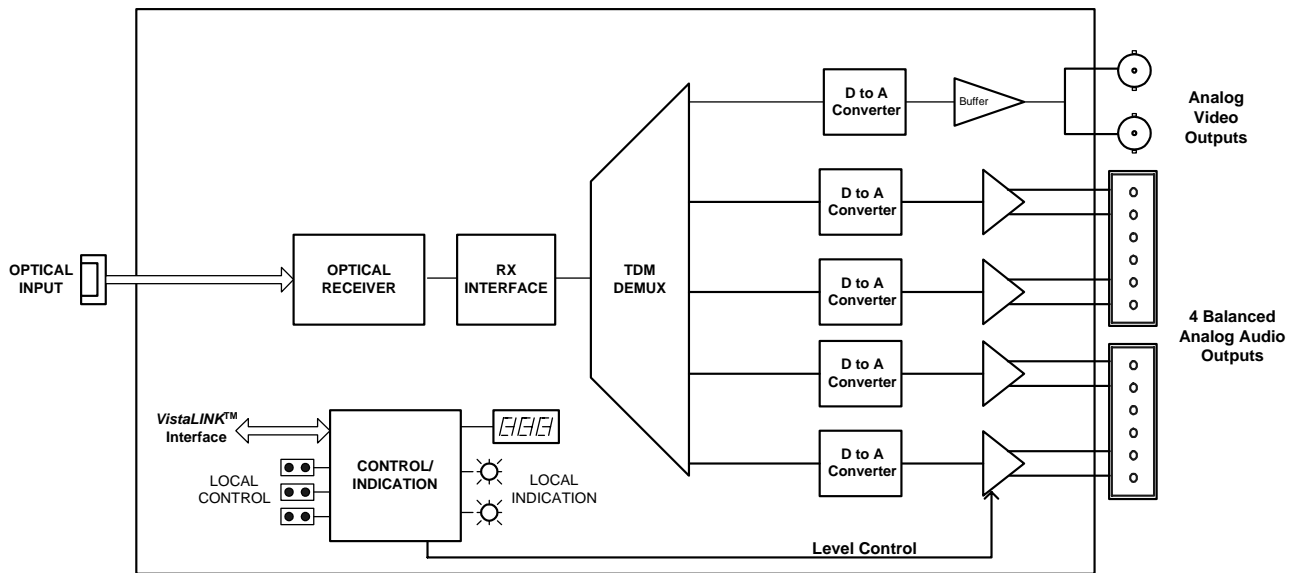 D to A
Converter
Buffer
Analog
Video
Outputs
D to A
Converter
OPTICAL
INPUT
OPTICAL
RECEIVER
RX
INTERFACE
TDM
DEMUX
D to A
Converter
4 Balanced
Analog Audio
Outputs
D to A
Converter
VistaLINK™
Interface
CONTROL/
INDICATION
LOCAL
CONTROL
LOCAL
INDICATION
D to A
Converter
Level Control